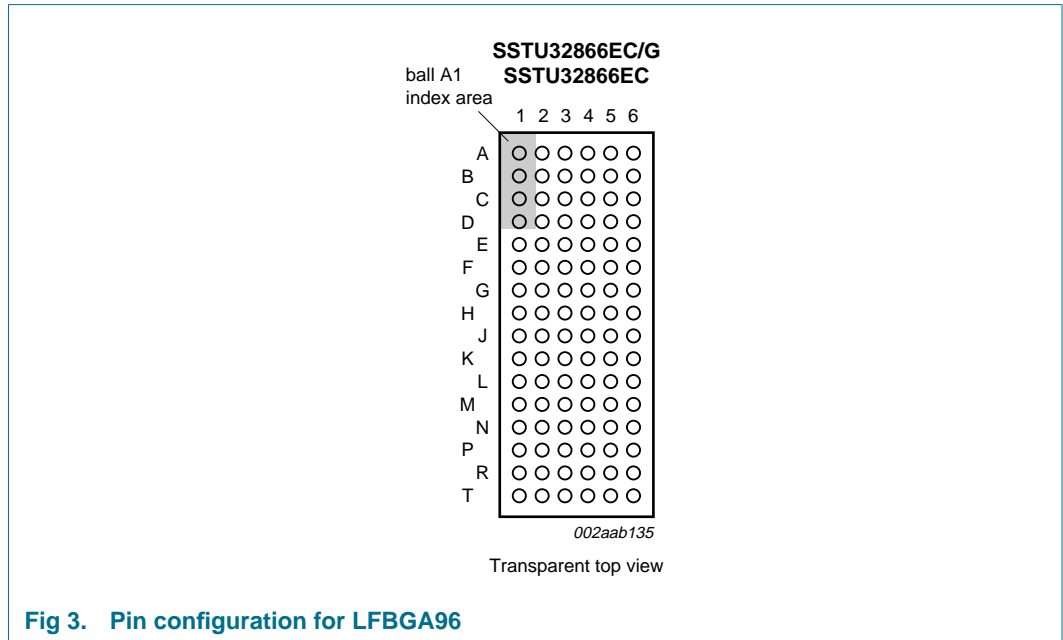 SSTU32866EC/G
SSTU32866EC
ball A1
index area
1 2 3 4 5 6
A
B
C
D
E
F
G
H
J
K
L
M
N
P
R
T
002aab135
Transparent top view
Fig 3. Pin configuration for LFBGA96